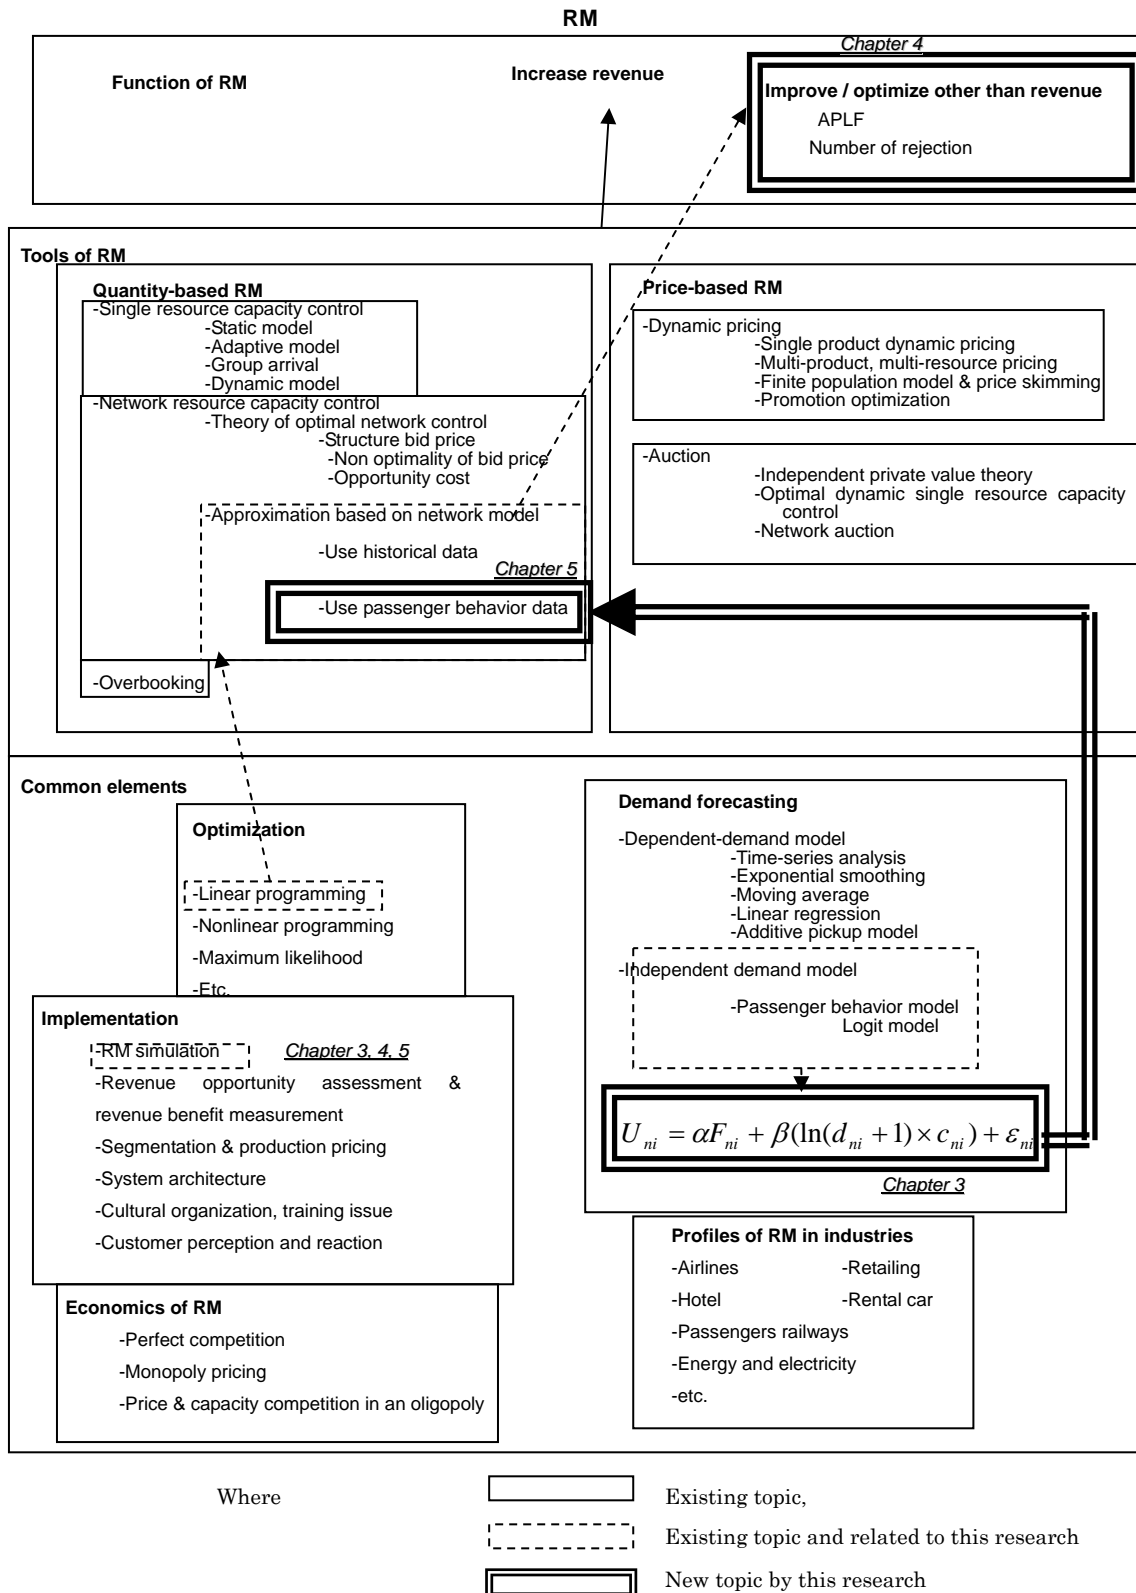 RM
Chapter 4
Function of RM
Increase revenue
Improve / optimize other than revenue
APLF
Number of rejection
Tools of RM
Quantity-based RM
-Single resource capacity control
-Static model
-Adaptive model
-Group arrival
-Dynamic model
-Network resource capacity control
-Theory of optimal network control
-Structure bid price
-Non optimality of bid price
-Opportunity cost
-Approximation based on network model
-Use historical data
Chapter 5
-Use passenger behavior data
-Overbooking
Price-based RM
-Dynamic pricing
-Single product dynamic pricing
-Multi-product, multi-resource pricing
-Finite population model & price skimming
-Promotion optimization
-Auction
-Independent private value theory
-Optimal dynamic single resource capacity
control
-Network auction
Common elements
Optimization
-Linear programming
-Nonlinear programming
-Maximum likelihood
-Etc.
Demand forecasting
-Dependent-demand model
-Time-series analysis
-Exponential smoothing
-Moving average
-Linear regression
-Additive pickup model
-Independent demand model
-Passenger behavior model
Logit model
U_{ni} = αF_{ni} + β(ln(d_{ni} + 1) × c_{ni}) + ε_{ni}
Chapter 3
Implementation
-RM simulation
Chapter 3, 4, 5
-Revenue opportunity assessment &
revenue benefit measurement
-Segmentation & production pricing
-System architecture
-Cultural organization, training issue
-Customer perception and reaction
Profiles of RM in industries
-Airlines -Retailing
-Hotel -Rental car
-Passengers railways
-Energy and electricity
-etc.
Economics of RM
-Perfect competition
-Monopoly pricing
-Price & capacity competition in an oligopoly
Where
Existing topic,
Existing topic and related to this research
New topic by this research